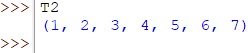 >>> T2
(1, 2, 3, 4, 5, 6, 7)
>>>